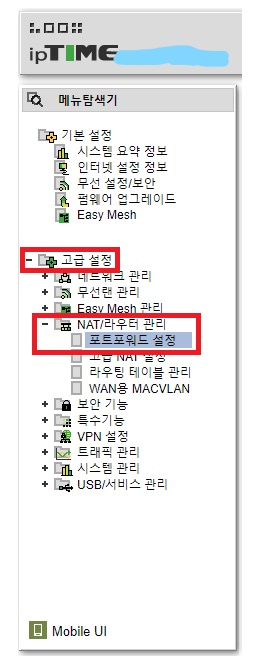 ipTIME
메뉴탐색기
기본 설정
시스템 요약 정보
인터넷 설정 정보
무선 설정/보안
펌웨어 업그레이드
Easy Mesh
고급 설정
네트워크 관리
무선랜 관리
Easy Mesh 관리
NAT/라우터 관리
포트포워드 설정
고급 NAT 설정
라우팅 테이블 관리
WAN용 MACVLAN
보안 기능
특수기능
VPN 설정
트래픽 관리
시스템 관리
USB/서비스 관리
Mobile UI